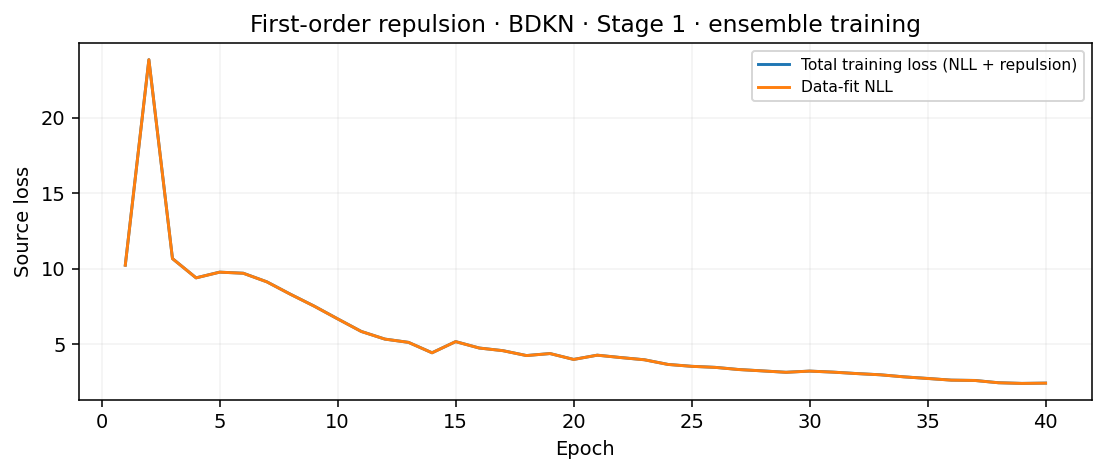 First-order repulsion · BDKN · Stage 1 · ensemble training
Total training loss (NLL + repulsion)
Data-fit NLL
Source loss
20
15
10
5
0 5 10 15 20 25 30 35 40
Epoch